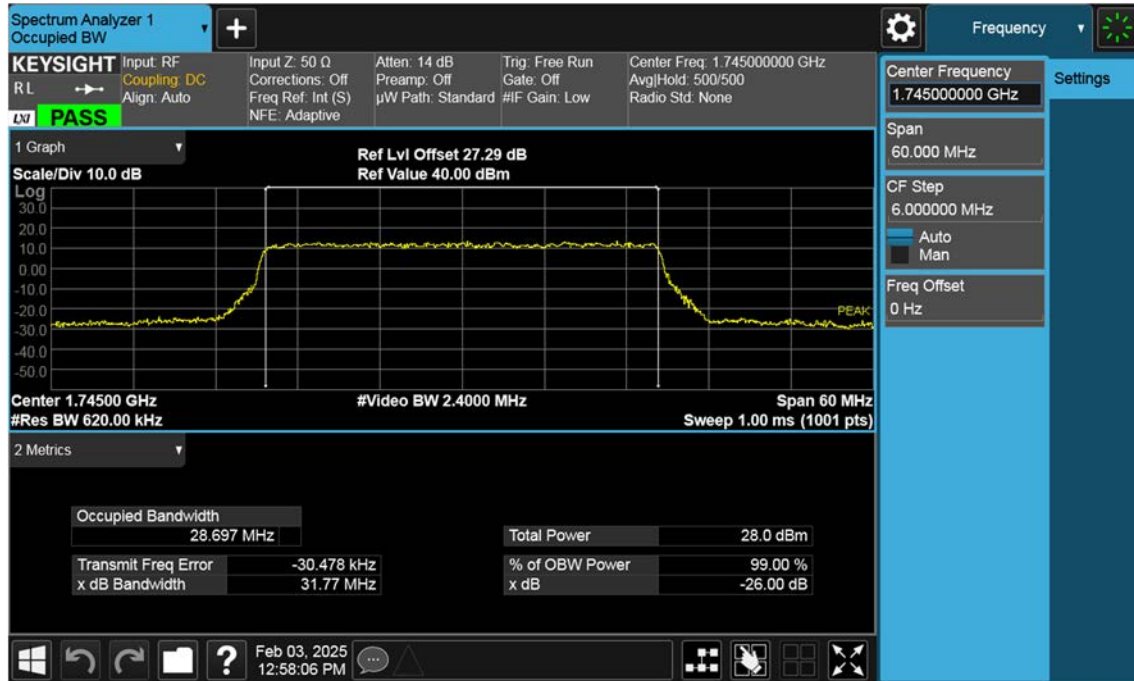 Spectrum Analyzer 1
Occupied BW
Frequency
KEYSIGHT
R L
LXI
PASS
Input: RF
Coupling: DC
Align: Auto
Input Z: 50 Ω
Corrections: Off
Freq Ref: Int (S)
NFE: Adaptive
Atten: 14 dB
Preamp: Off
µW Path: Standard
Trig: Free Run
Gate: Off
#IF Gain: Low
Center Freq: 1.745000000 GHz
Avg|Hold: 500/500
Radio Std: None
1 Graph
Scale/Div 10.0 dB
Ref Lvl Offset 27.29 dB
Ref Value 40.00 dBm
Log
30.0
20.0
10.0
0.00
-10.0
-20.0
-30.0
-40.0
-50.0
PEAK
Center 1.74500 GHz
#Video BW 2.4000 MHz
Span 60 MHz
#Res BW 620.00 kHz
Sweep 1.00 ms (1001 pts)
2 Metrics
Occupied Bandwidth
28.697 MHz
Total Power 28.0 dBm
Transmit Freq Error -30.478 kHz
% of OBW Power 99.00 %
x dB Bandwidth 31.77 MHz
x dB -26.00 dB
Center Frequency
1.745000000 GHz
Settings
Span
60.000 MHz
CF Step
6.000000 MHz
Auto
Man
Freq Offset
0 Hz
?
Feb 03, 2025
12:58:06 PM